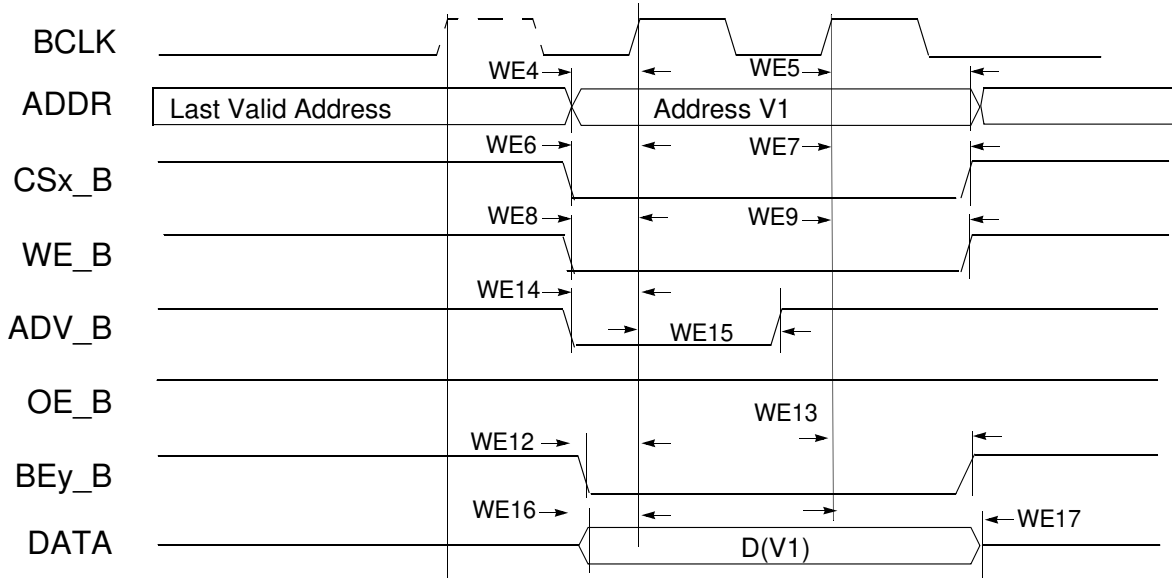 BCLK
WE4
WE5
ADDR
Last Valid Address
Address V1
WE6
WE7
CSx_B
WE8
WE9
WE_B
WE14
ADV_B
WE15
OE_B
WE13
WE12
BEy_B
WE16
WE17
DATA
D(V1)